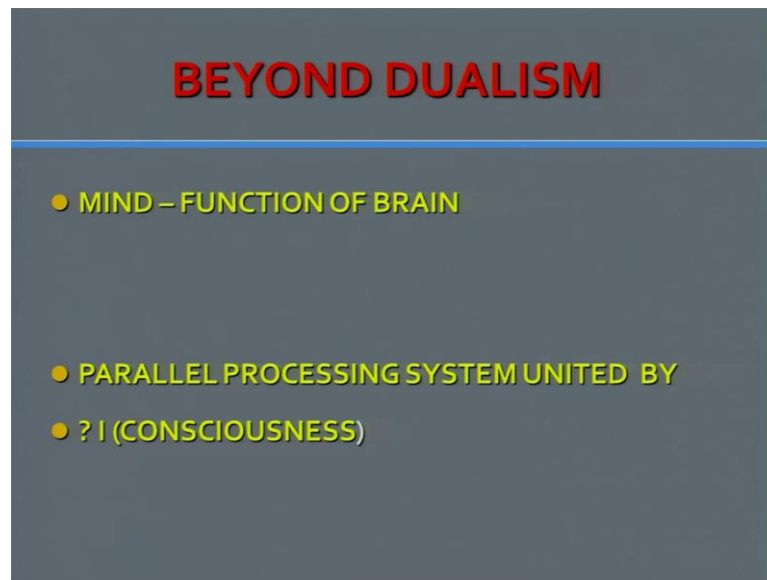 BEYOND DUALISM
MIND – FUNCTION OF BRAIN
PARALLEL PROCESSING SYSTEM UNITED BY
? I (CONSCIOUSNESS)